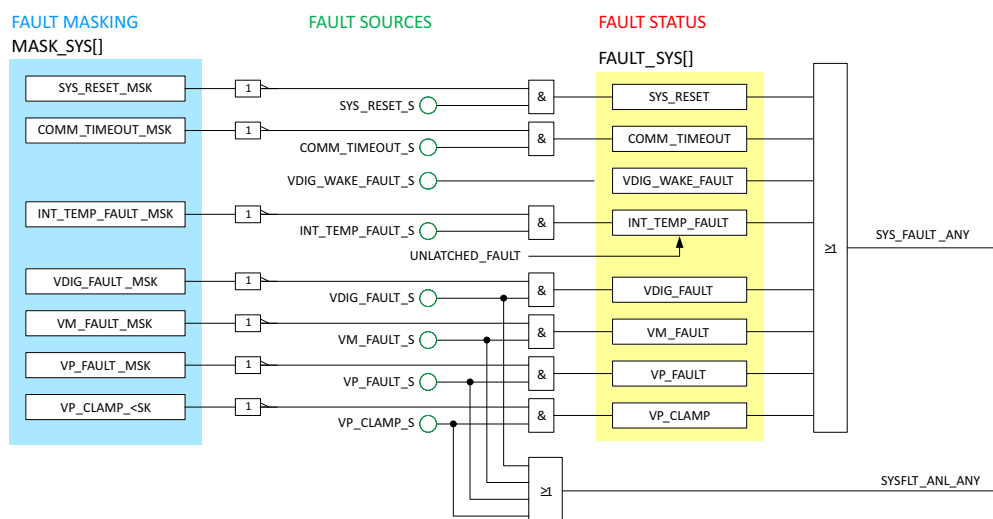 FAULT MASKING
FAULT SOURCES
FAULT STATUS
MASK_SYS[]
FAULT_SYS[]
SYS_RESET_MSK
1
SYS_RESET_S
&
SYS_RESET
COMM_TIMEOUT_MSK
1
COMM_TIMEOUT_S
&
COMM_TIMEOUT
VDIG_WAKE_FAULT_S
VDIG_WAKE_FAULT
INT_TEMP_FAULT _MSK
1
INT_TEMP_FAULT_S
&
INT_TEMP_FAULT
UNLATCHED_FAULT
≥1
SYS_FAULT_ANY
VDIG_FAULT _MSK
1
VDIG_FAULT_S
&
VDIG_FAULT
VM_FAULT_MSK
1
VM_FAULT_S
&
VM_FAULT
VP_FAULT _MSK
1
VP_FAULT_S
&
VP_FAULT
VP_CLAMP_<SK
1
VP_CLAMP_S
&
VP_CLAMP
≥1
SYSFLT_ANL_ANY